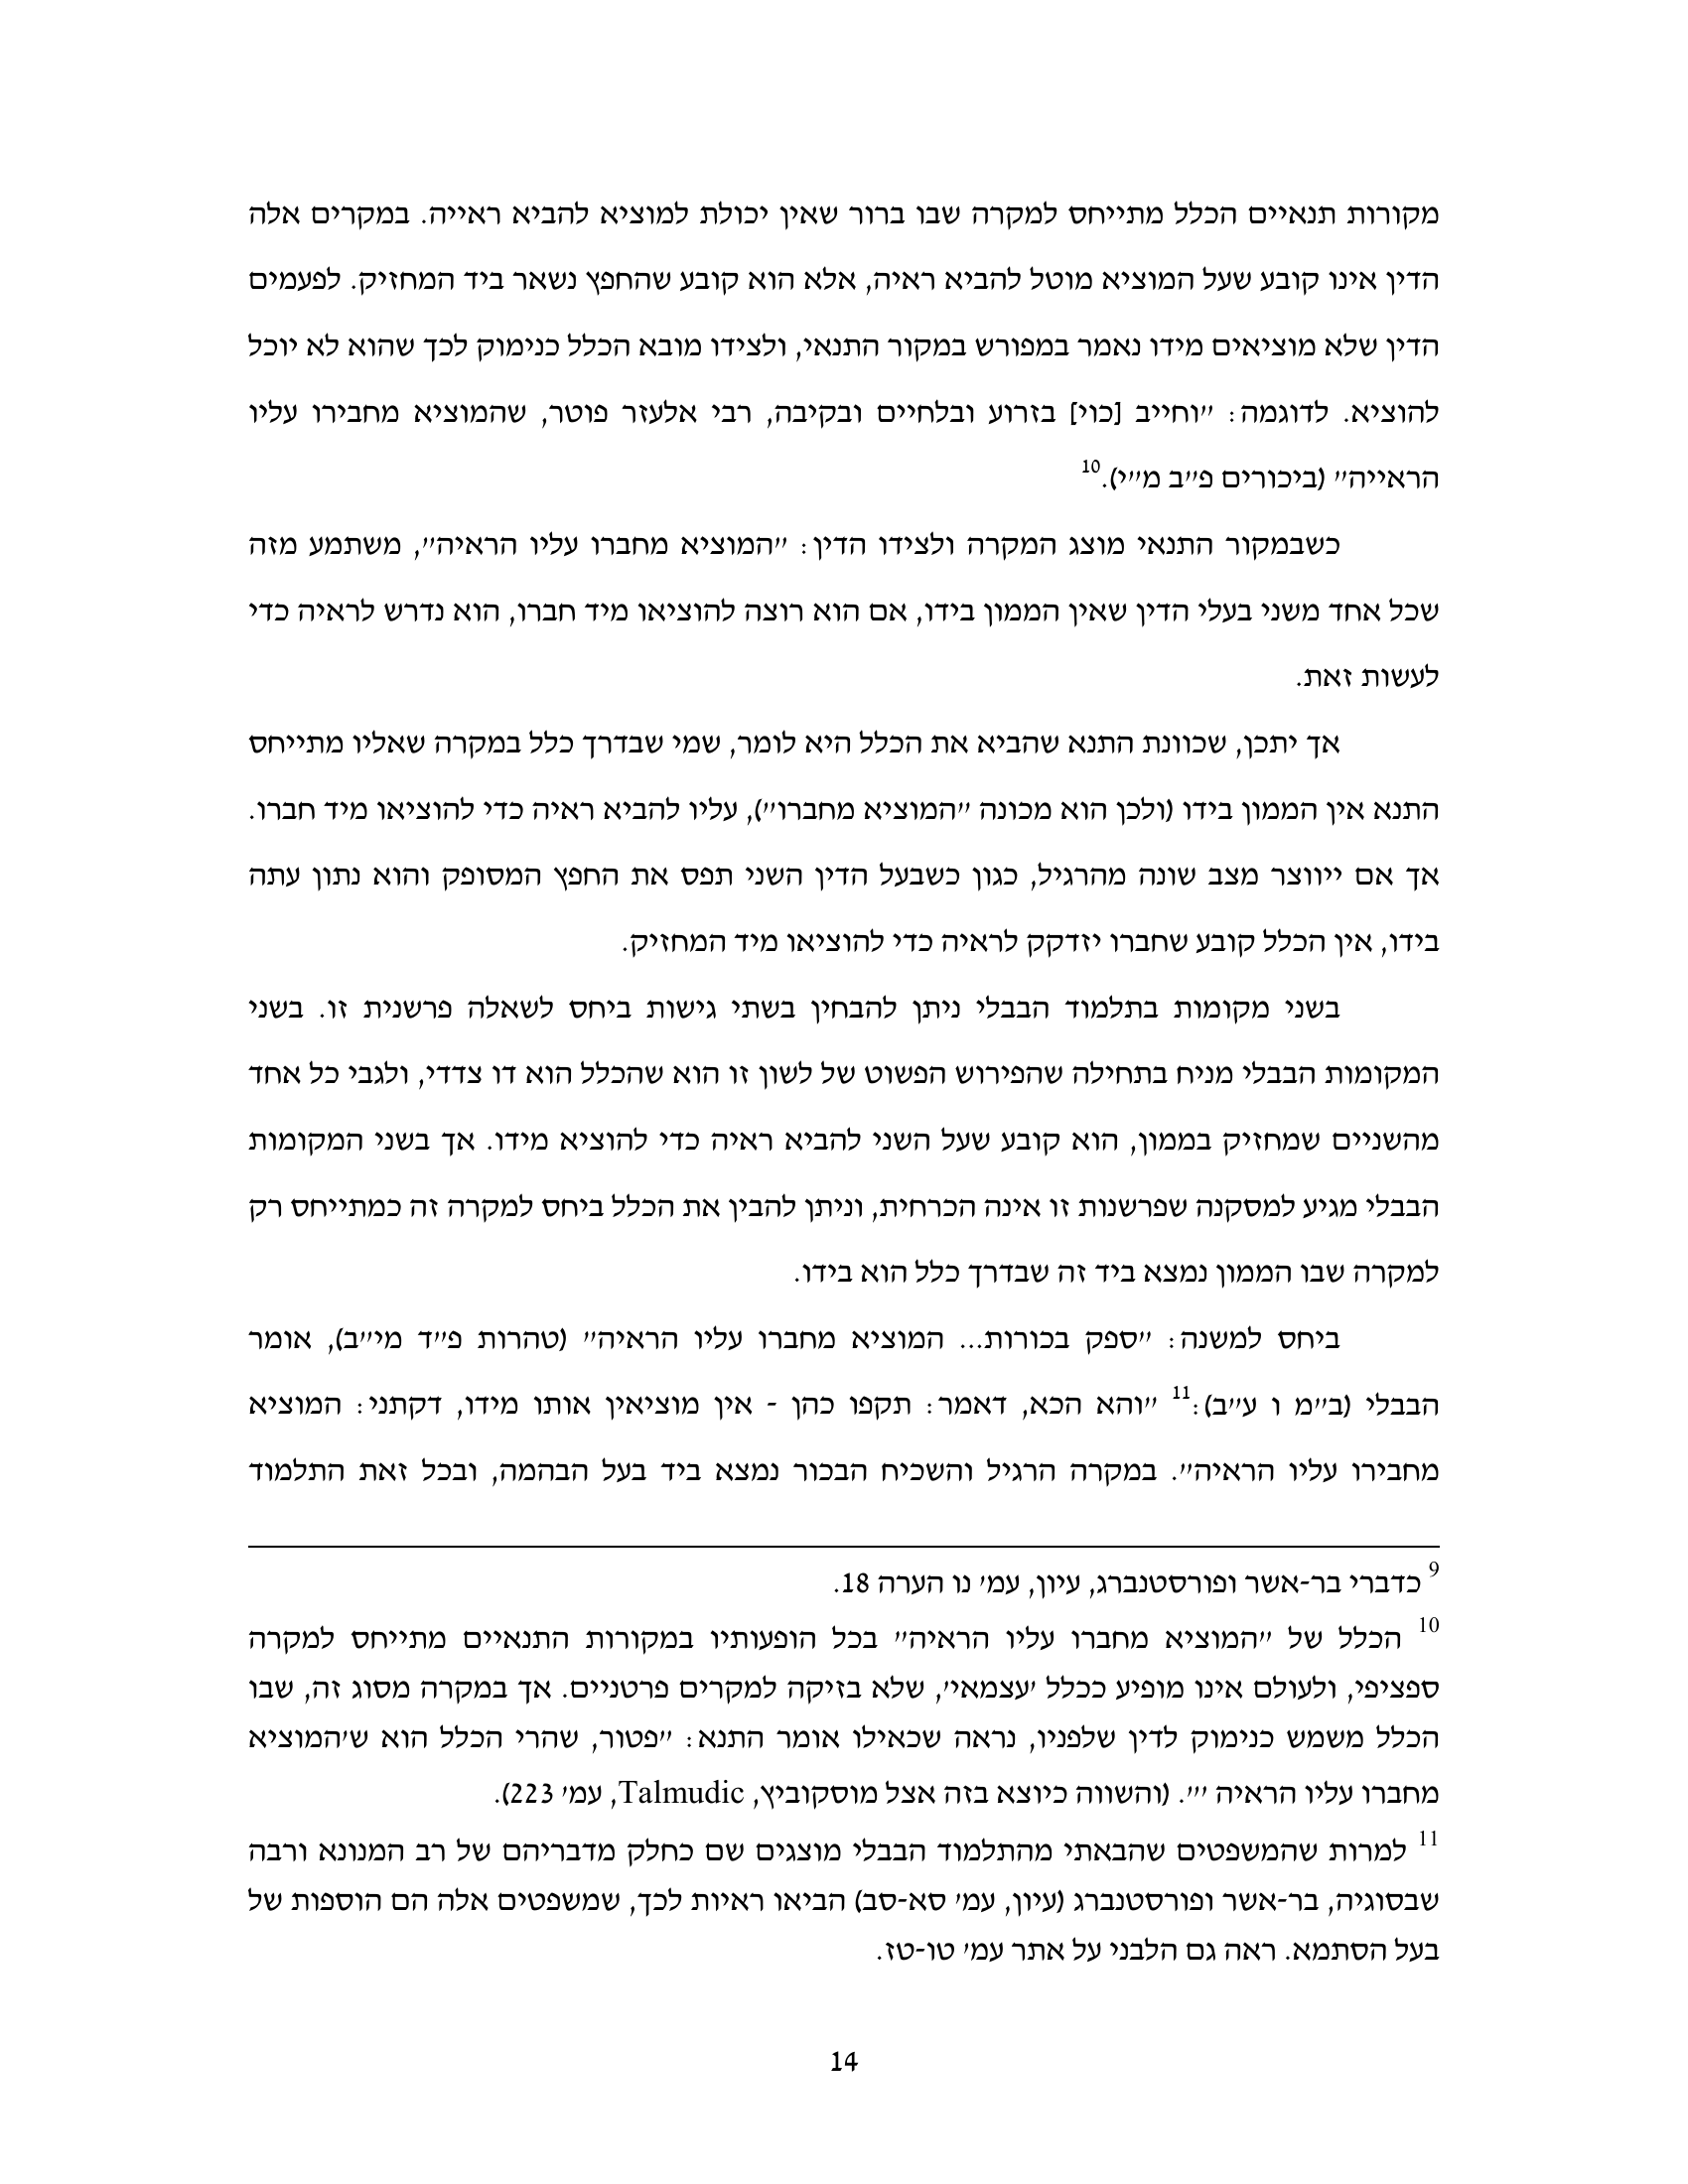 מקורות תנאיים הכלל מתייחס למקרה שבו ברור שאין יכולת למוציא להביא ראייה. במקרים אלה
הדין אינו קובע שעל המוציא מוטל להביא ראיה, אלא הוא קובע שהחפץ נשאר ביד המחזיק. לפעמים
הדין שלא מוציאים מידו נאמר במפורש במקור התנאי, ולצידו מובא הכלל כנימוק לכך שהוא לא יוכל
להוציא. לדוגמה: "וחייב [כוי] בזרוע ובלחיים ובקיבה, רבי אלעזר פוטר, שהמוציא מחבירו עליו
הראייה" (ביכורים פ"ב מ"י).10
כשבמקור התנאי מוצג המקרה ולצידו הדין: "המוציא מחברו עליו הראיה", משתמע מזה
שכל אחד משני בעלי הדין שאין הממון בידו, אם הוא רוצה להוציאו מיד חברו, הוא נדרש לראיה כדי
לעשות זאת.
אך יתכן, שכוונת התנא שהביא את הכלל היא לומר, שמי שבדרך כלל במקרה שאליו מתייחס
התנא אין הממון בידו (ולכן הוא מכונה "המוציא מחברו"), עליו להביא ראיה כדי להוציאו מיד חברו.
אך אם ייווצר מצב שונה מהרגיל, כגון כשבעל הדין השני תפס את החפץ המסופק והוא נתון עתה
בידו, אין הכלל קובע שחברו יזדקק לראיה כדי להוציאו מיד המחזיק.
בשני מקומות בתלמוד הבבלי ניתן להבחין בשתי גישות ביחס לשאלה פרשנית זו. בשני
המקומות הבבלי מניח בתחילה שהפירוש הפשוט של לשון זו הוא שהכלל הוא דו צדדי, ולגבי כל אחד
מהשניים שמחזיק בממון, הוא קובע שעל השני להביא ראיה כדי להוציא מידו. אך בשני המקומות
הבבלי מגיע למסקנה שפרשנות זו אינה הכרחית, וניתן להבין את הכלל ביחס למקרה זה כמתייחס רק
למקרה שבו הממון נמצא ביד זה שבדרך כלל הוא בידו.
ביחס למשנה: "ספק בכורות... המוציא מחברו עליו הראיה" (טהרות פ"ד מי"ב), אומר
הבבלי (ב"מ ו ע"ב):11 "והא הכא, דאמר: תקפו כהן - אין מוציאין אותו מידו, דקתני: המוציא
מחבירו עליו הראיה". במקרה הרגיל והשכיח הבכור נמצא ביד בעל הבהמה, ובכל זאת התלמוד
9 כדברי בר-אשר ופורסטנברג, עיון, עמ' נו הערה 18.
10 הכלל של "המוציא מחברו עליו הראיה" בכל הופעותיו במקורות התנאיים מתייחס למקרה
ספציפי, ולעולם אינו מופיע ככלל 'עצמאי', שלא בזיקה למקרים פרטניים. אך במקרה מסוג זה, שבו
הכלל משמש כנימוק לדין שלפניו, נראה שכאילו אומר התנא: "פטור, שהרי הכלל הוא ש'המוציא
מחברו עליו הראיה '". (והשווה כיוצא בזה אצל מוסקוביץ, Talmudic, עמ' 223).
11 למרות שהמשפטים שהבאתי מהתלמוד הבבלי מוצגים שם כחלק מדבריהם של רב המנונא ורבה
שבסוגיה, בר-אשר ופורסטנברג (עיון, עמ' סא-סב) הביאו ראיות לכך, שמשפטים אלה הם הוספות של
בעל הסתמא. ראה גם הלבני על אתר עמ' טו-טז.
14